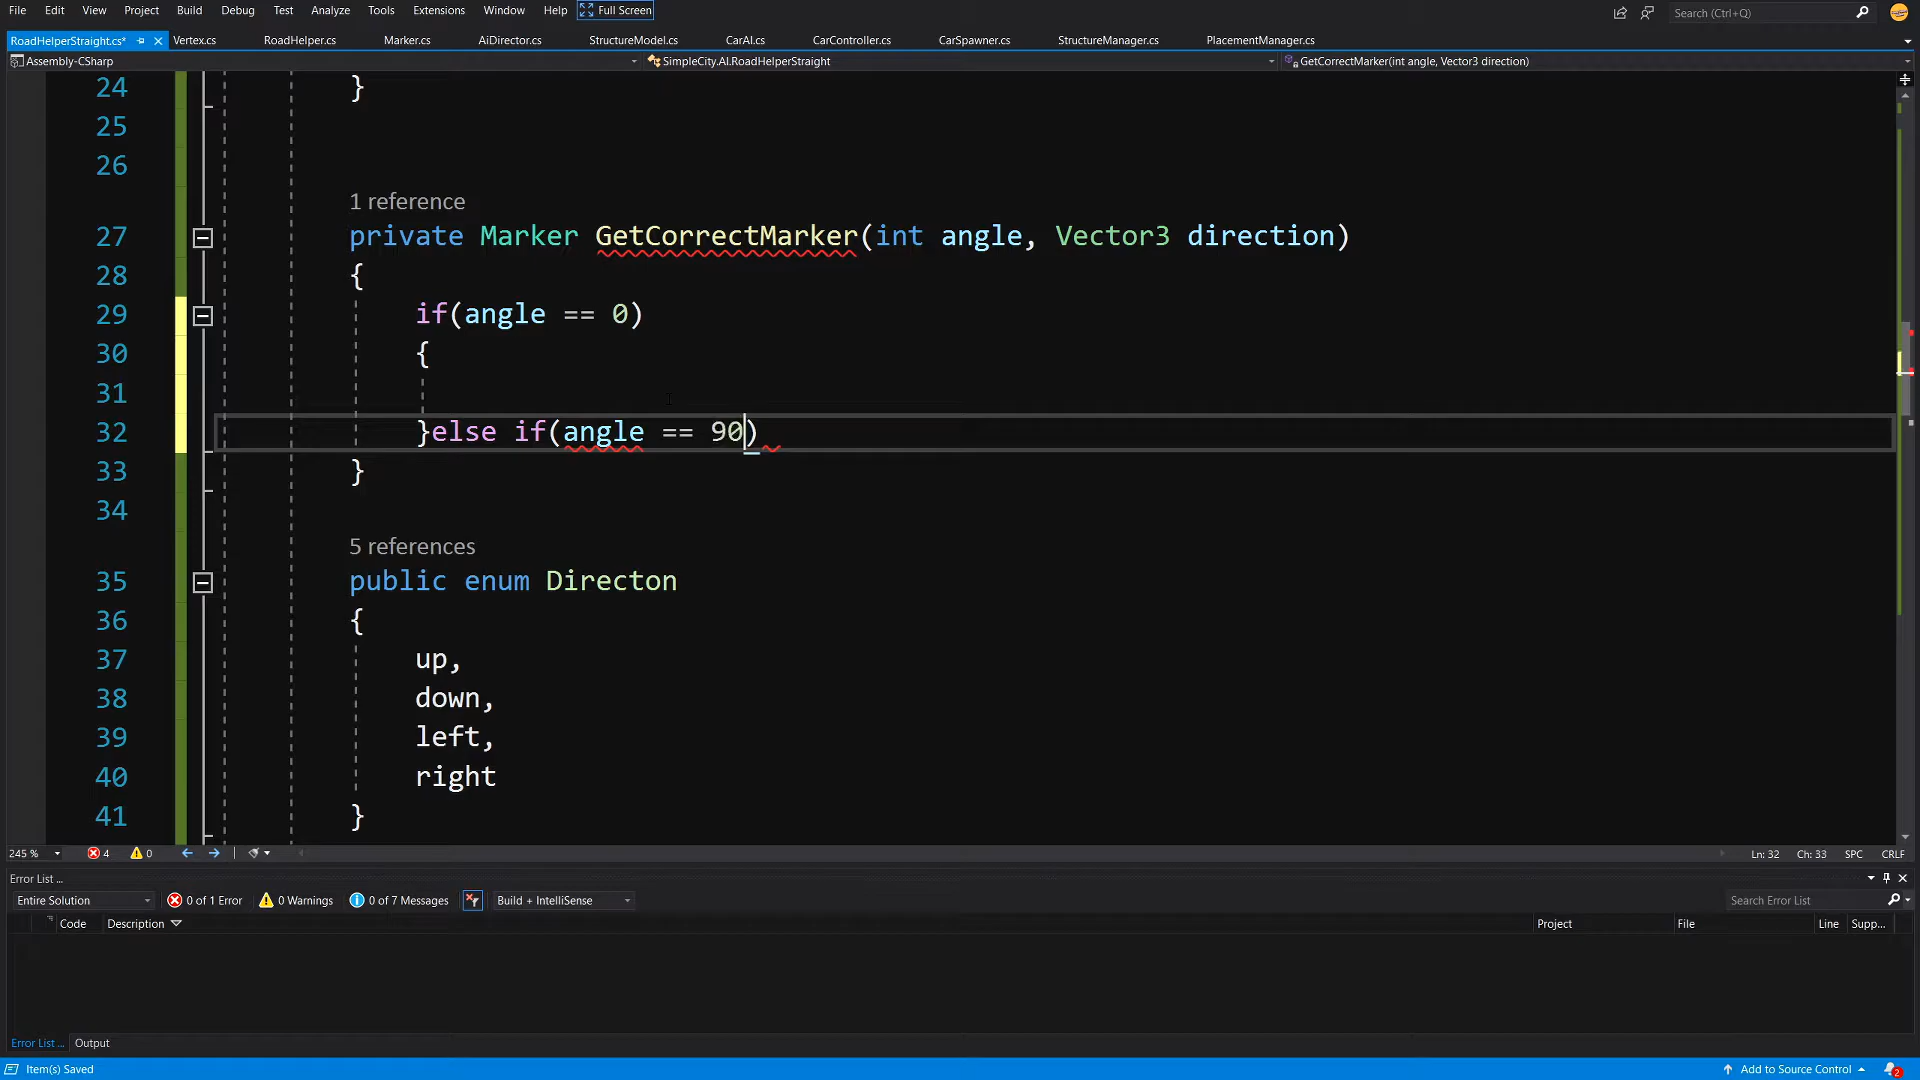 File Edit View Project Build Debug Test Analyze Tools Extensions Window Help Full Screen Search (Ctrl+Q)
RoadHelperStraight.cs* Vertex.cs RoadHelper.cs Marker.cs AiDirector.cs StructureModel.cs CarAI.cs CarController.cs CarSpawner.cs StructureManager.cs PlacementManager.cs
Assembly-CSharp SimpleCity.AI.RoadHelperStraight GetCorrectMarker(int angle, Vector3 direction)
24 }
25
26
1 reference
27 private Marker GetCorrectMarker(int angle, Vector3 direction)
28 {
29 if(angle == 0)
30 {
31
32 }else if(angle == 90)
33 }
34
5 references
35 public enum Directon
36 {
37 up,
38 down,
39 left,
40 right
41 }
245 % 4 0 Ln: 32 Ch: 33 SPC CRLF
Error List ...
Entire Solution 0 of 1 Error 0 Warnings 0 of 7 Messages Build + IntelliSense Search Error List
Code Description Project File Line Supp...
Error List ... Output
Item(s) Saved Add to Source Control 2